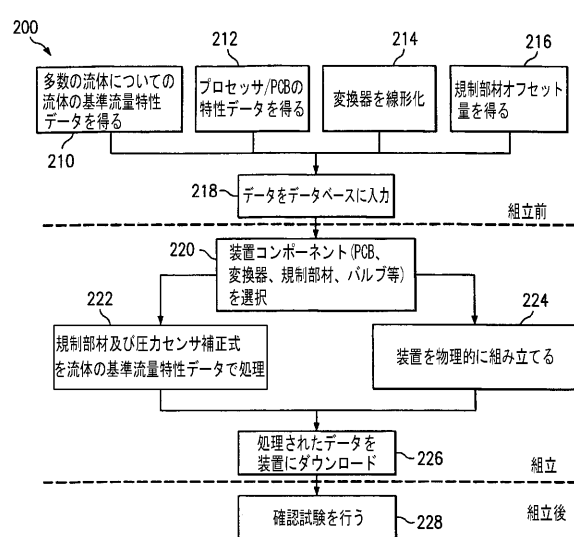 200
212
214
216
多数の流体についての
流体の基準流量特性
データを得る
210
プロセッサ/PCBの
特性データを得る
変換器を線形化
規制部材オフセット
量を得る
218
データをデータベースに入力
組立前
220
装置コンポーネント(PCB、
変換器、規制部材、バルブ等)
を選択
222
規制部材及び圧力センサ補正式
を流体の基準流量特性データで処理
224
装置を物理的に組み立てる
処理されたデータを
装置にダウンロード
226
組立
確認試験を行う
228
組立後